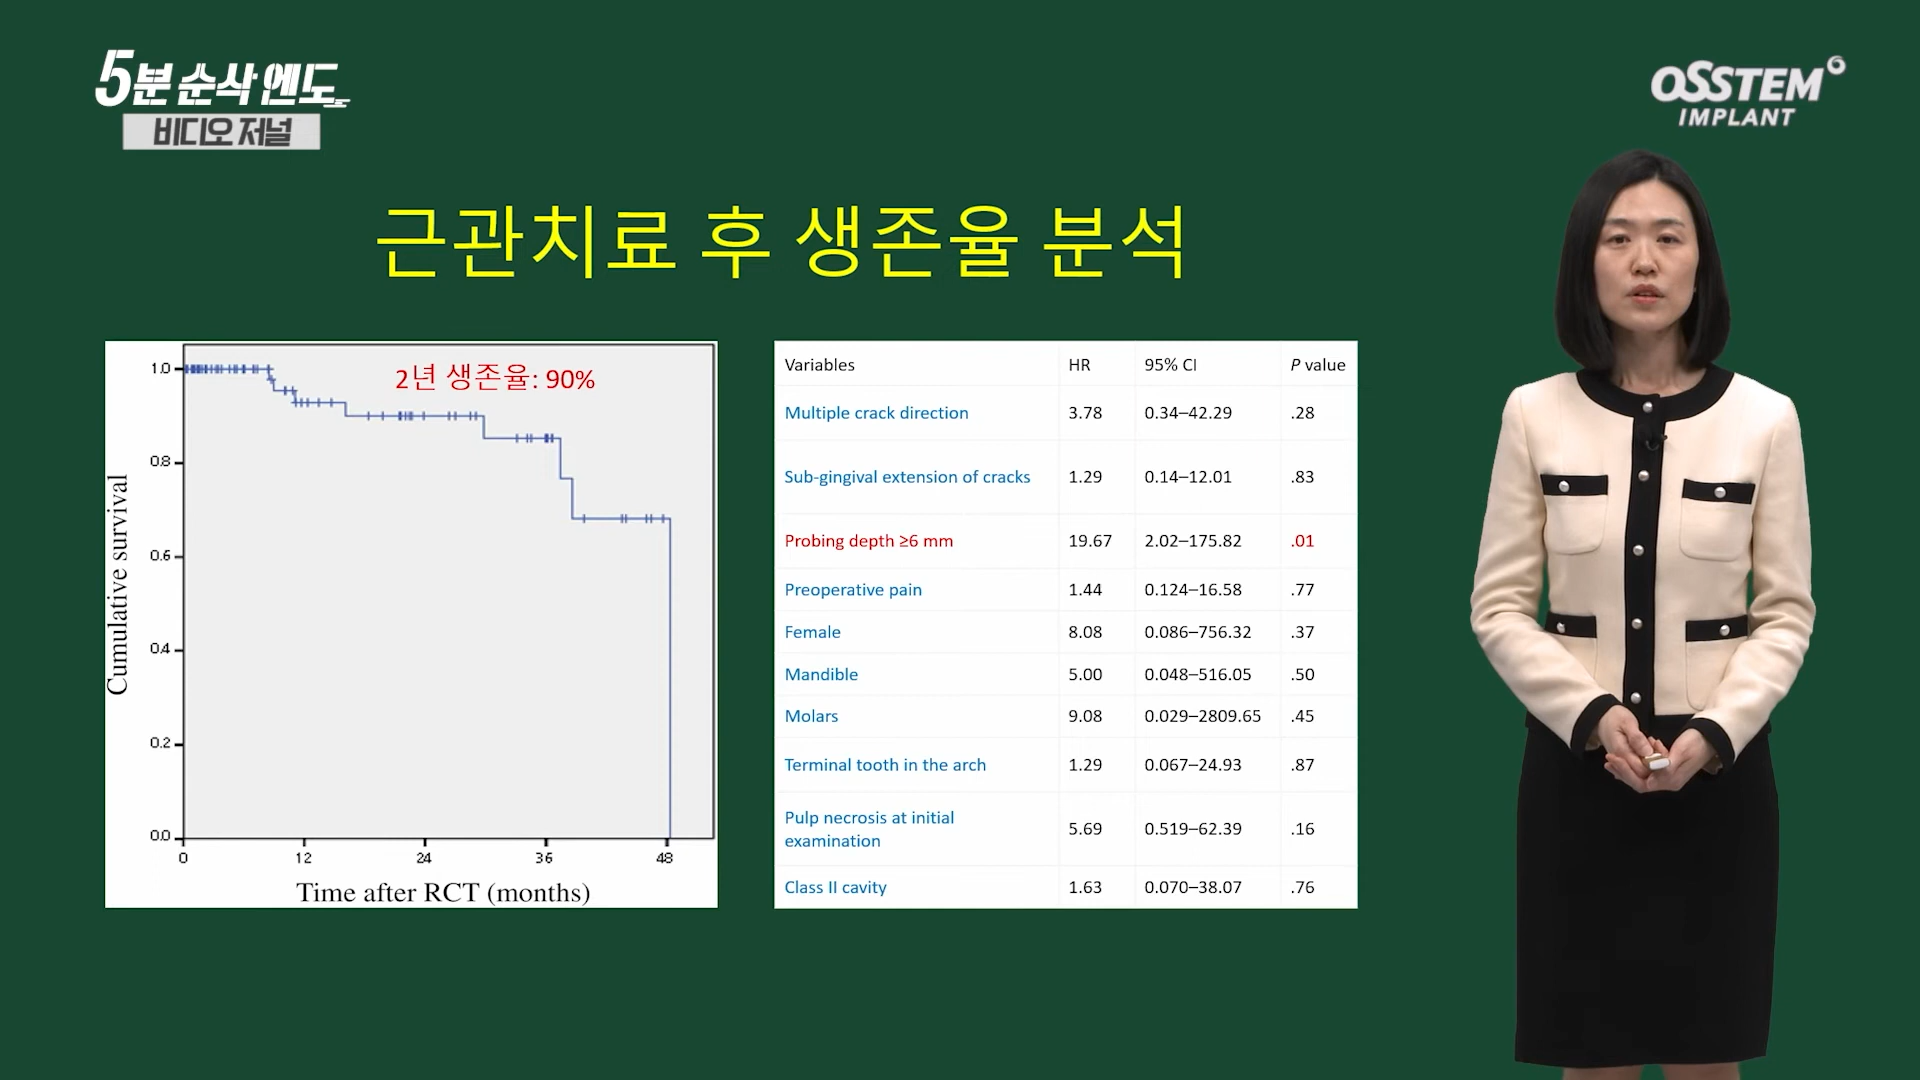 5분 순삭 엔도
비디오 저널
OSSTEM
IMPLANT
근관치료 후 생존율 분석
2년 생존율: 90%
Cumulative survival
1.0
0.8
0.6
0.4
0.2
0.0
0 12 24 36 48
Time after RCT (months)
Variables HR 95% CI P value
Multiple crack direction 3.78 0.34–42.29 .28
Sub-gingival extension of cracks 1.29 0.14–12.01 .83
Probing depth ≥6 mm 19.67 2.02–175.82 .01
Preoperative pain 1.44 0.124–16.58 .77
Female 8.08 0.086–756.32 .37
Mandible 5.00 0.048–516.05 .50
Molars 9.08 0.029–2809.65 .45
Terminal tooth in the arch 1.29 0.067–24.93 .87
Pulp necrosis at initial
examination 5.69 0.519–62.39 .16
Class II cavity 1.63 0.070–38.07 .76